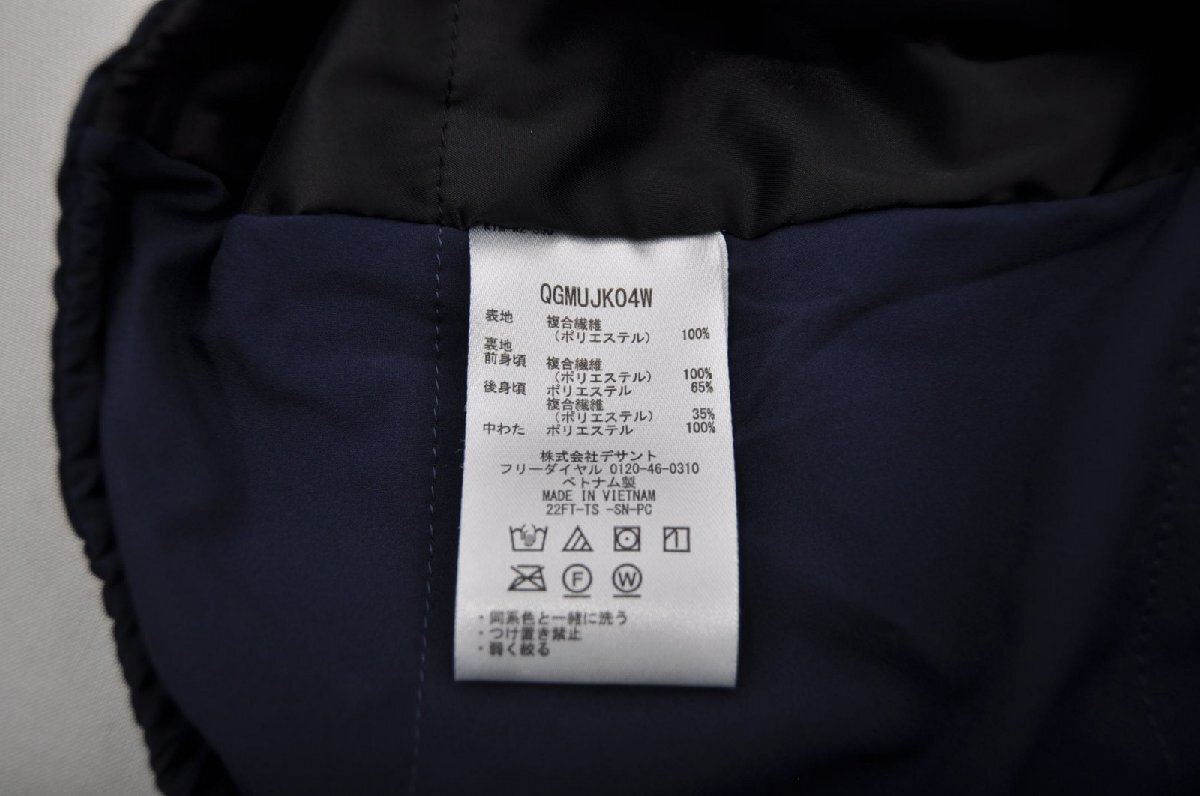 QGMUJK04W
表地 複合繊維
(ポリエステル) 100%
裏地
前身頃 複合繊維
(ポリエステル) 100%
後身頃 ポリエステル 65%
複合繊維
(ポリエステル) 35%
中わた ポリエステル 100%
株式会社デサント
フリーダイヤル 0120-46-0310
ベトナム製
MADE IN VIETNAM
22FT-TS -SN-PC
F W
・同系色と一緒に洗う
・つけ置き禁止
・弱く絞る